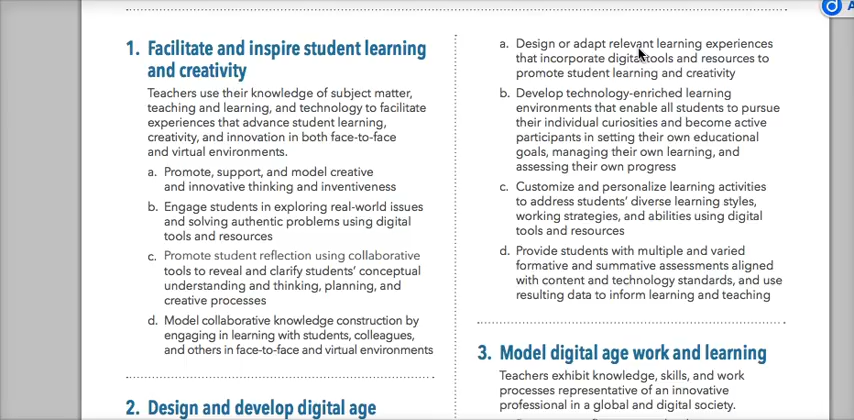 1. Facilitate and inspire student learning
and creativity
Teachers use their knowledge of subject matter,
teaching and learning, and technology to facilitate
experiences that advance student learning,
creativity, and innovation in both face-to-face
and virtual environments.
a. Promote, support, and model creative
and innovative thinking and inventiveness
b. Engage students in exploring real-world issues
and solving authentic problems using digital
tools and resources
c. Promote student reflection using collaborative
tools to reveal and clarify students’ conceptual
understanding and thinking, planning, and
creative processes
d. Model collaborative knowledge construction by
engaging in learning with students, colleagues,
and others in face-to-face and virtual environments
2. Design and develop digital age
a. Design or adapt relevant learning experiences
that incorporate digital tools and resources to
promote student learning and creativity
b. Develop technology-enriched learning
environments that enable all students to pursue
their individual curiosities and become active
participants in setting their own educational
goals, managing their own learning, and
assessing their own progress
c. Customize and personalize learning activities
to address students’ diverse learning styles,
working strategies, and abilities using digital
tools and resources
d. Provide students with multiple and varied
formative and summative assessments aligned
with content and technology standards, and use
resulting data to inform learning and teaching
3. Model digital age work and learning
Teachers exhibit knowledge, skills, and work
processes representative of an innovative
professional in a global and digital society.